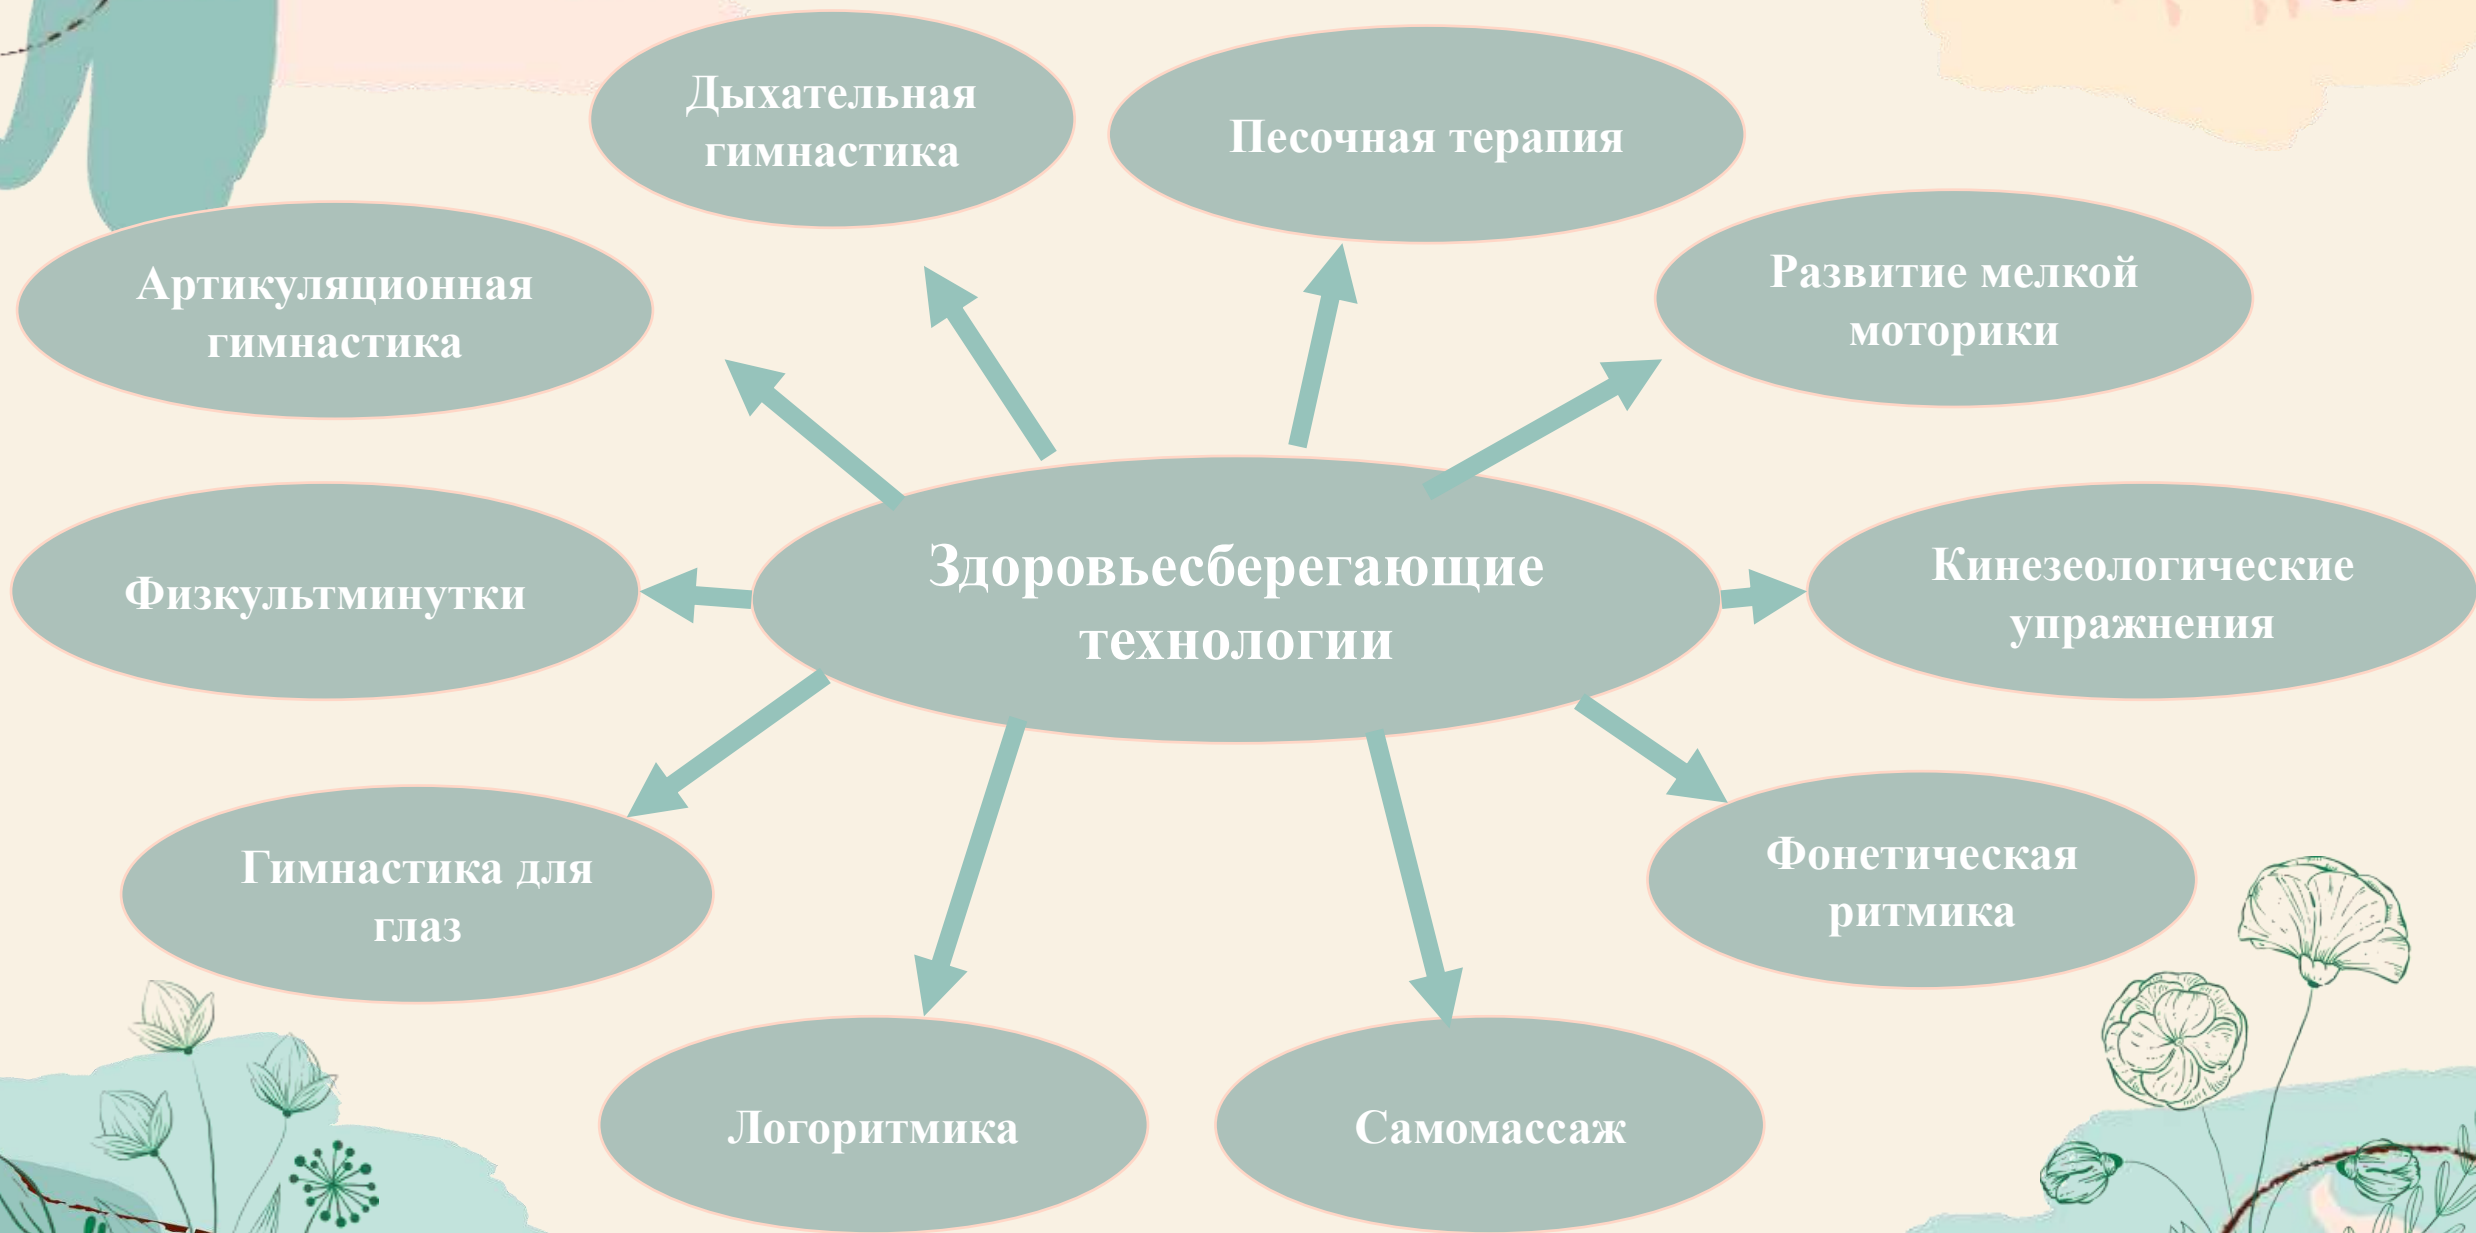 Дыхательная
гимнастика
Песочная терапия
Артикуляционная
гимнастика
Развитие мелкой
моторики
Физкультминутки
Здоровьесберегающие
технологии
Кинезеологические
упражнения
Гимнастика для
глаз
Фонетическая
ритмика
Логоритмика
Самомассаж